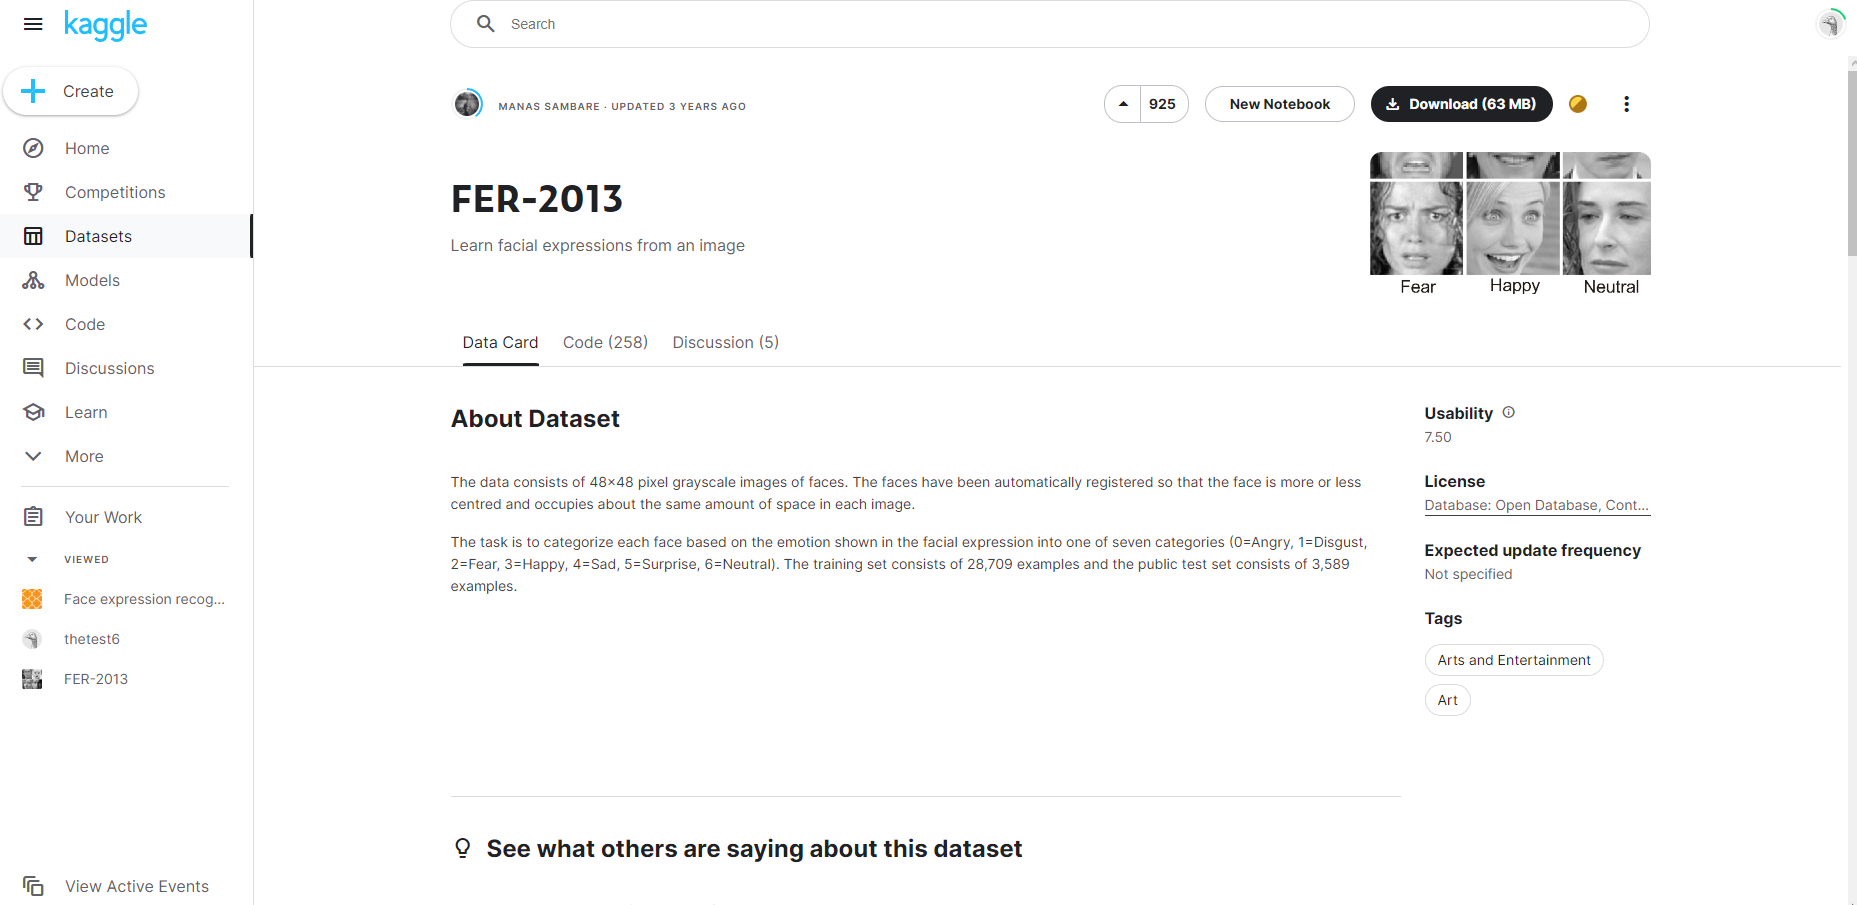 kaggle
Search
Create
Home
Competitions
Datasets
Models
Code
Discussions
Learn
More
Your Work
VIEWED
Face expression recog...
thetest6
FER-2013
View Active Events
MANAS SAMBARE · UPDATED 3 YEARS AGO
925
New Notebook
Download (63 MB)
FER-2013
Learn facial expressions from an image
Fear Happy Neutral
Data Card Code (258) Discussion (5)
About Dataset
The data consists of 48x48 pixel grayscale images of faces. The faces have been automatically registered so that the face is more or less
centred and occupies about the same amount of space in each image.
The task is to categorize each face based on the emotion shown in the facial expression into one of seven categories (0=Angry, 1=Disgust,
2=Fear, 3=Happy, 4=Sad, 5=Surprise, 6=Neutral). The training set consists of 28,709 examples and the public test set consists of 3,589
examples.
Usability
7.50
License
Database: Open Database, Cont...
Expected update frequency
Not specified
Tags
Arts and Entertainment
Art
See what others are saying about this dataset